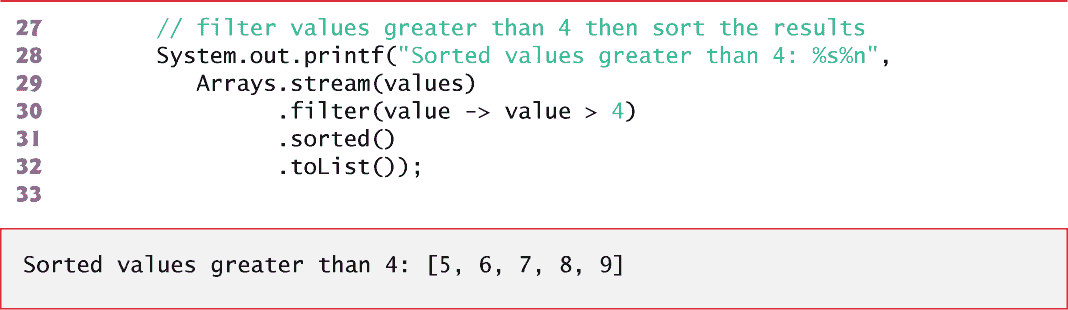 27 // filter values greater than 4 then sort the results
28 System.out.printf("Sorted values greater than 4: %s%n",
29 Arrays.stream(values)
30 .filter(value -> value > 4)
31 .sorted()
32 .toList());
33
Sorted values greater than 4: [5, 6, 7, 8, 9]